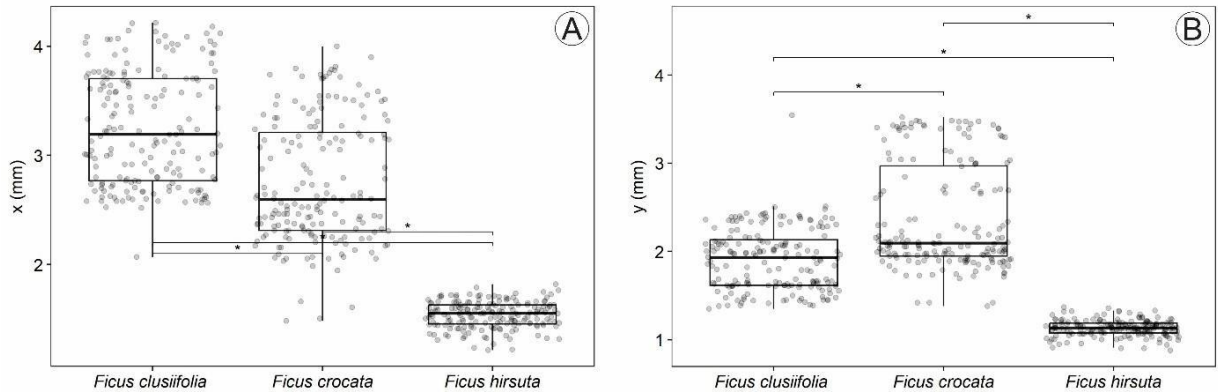 A
x (mm)
4
3
2
*
*
*
Ficus clusiifolia
Ficus crocata
Ficus hirsuta
B
y (mm)
4
3
2
1
*
*
*
Ficus clusiifolia
Ficus crocata
Ficus hirsuta